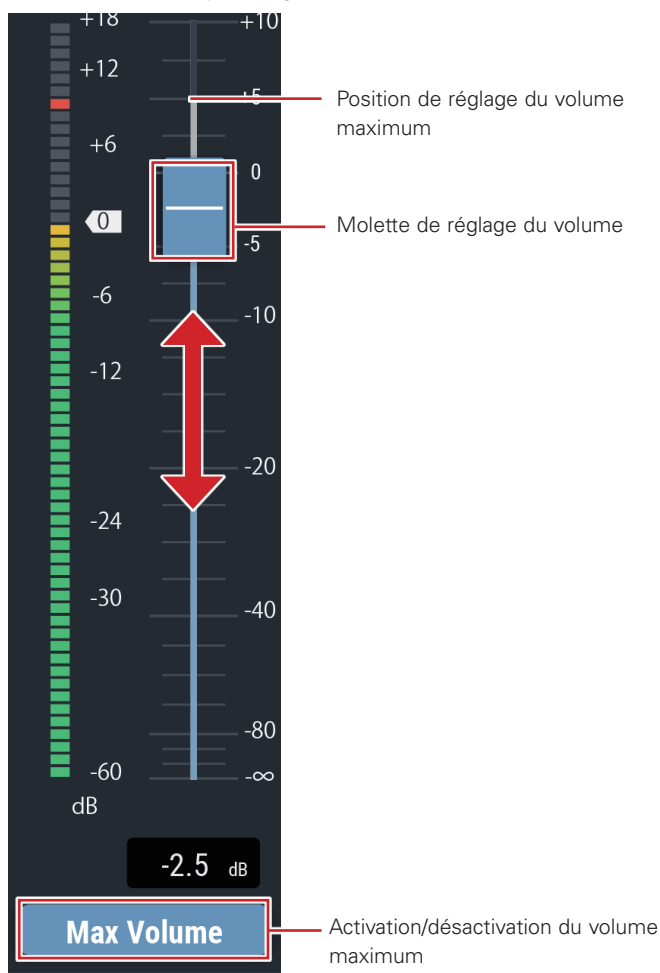 +18
+10
+12
+5
Position de réglage du volume
maximum
+6
0
0
Molette de réglage du volume
-5
-6
-10
-12
-20
-24
-30
-40
-80
-60
-∞
dB
-2.5 dB
Max Volume
Activation/désactivation du volume
maximum